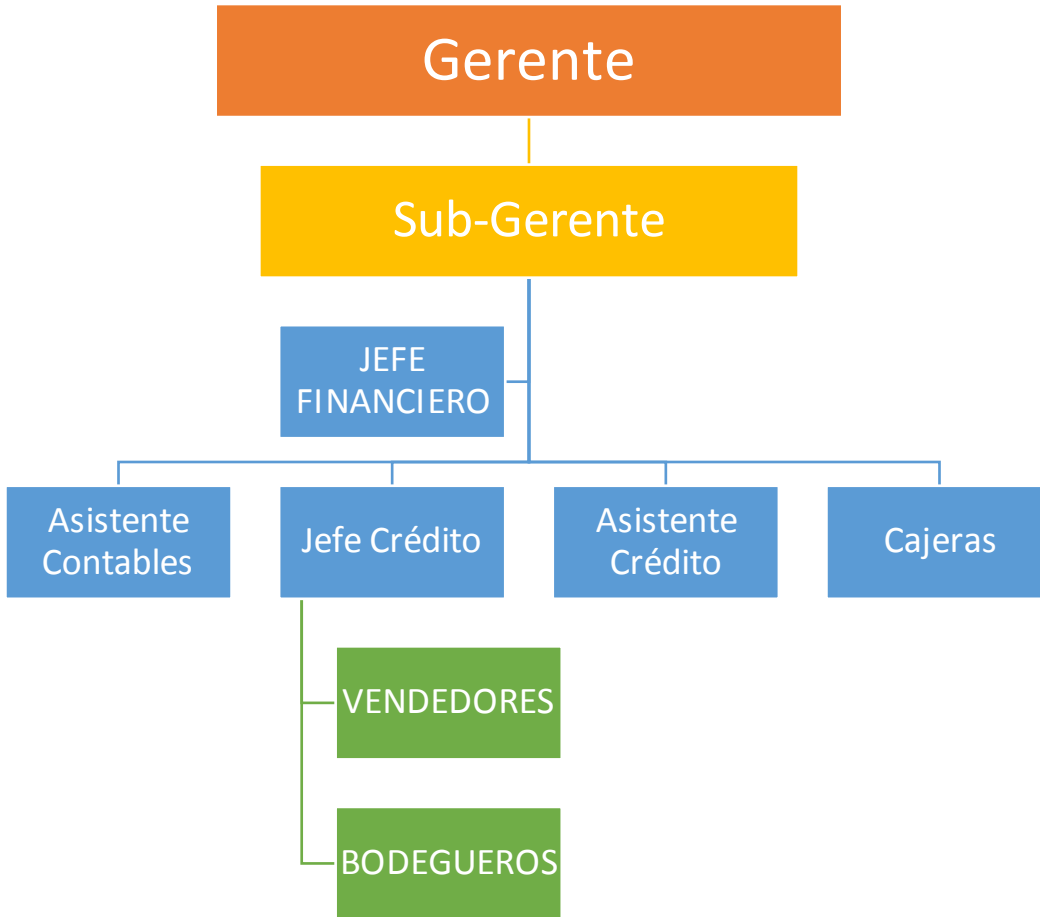 Gerente
Sub-Gerente
JEFE
FINANCIERO
Asistente
Contables
Jefe Crédito
Asistente
Crédito
Cajeras
VENDEDORES
BODEGUEROS